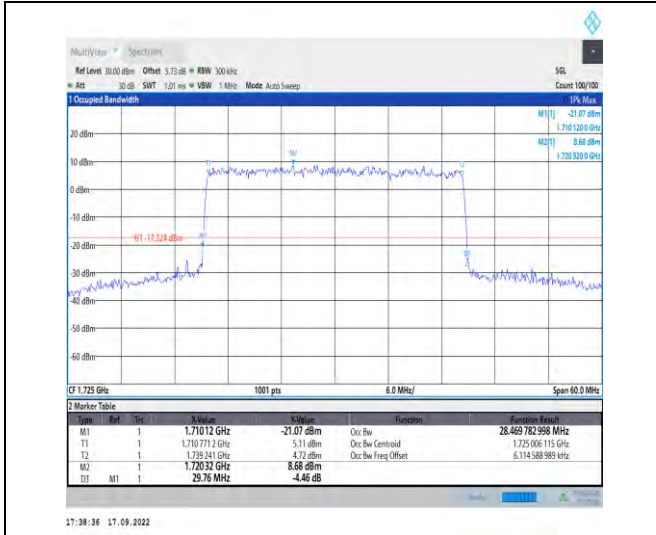 MultiView Spectrum
Ref Level 30.00 dBm Offset 5.73 dB RBW 300 kHz SGL
Att 30 dB SWT 1.01 ms VBW 1 MHz Mode Auto Sweep Count 100/100
1 Occupied Bandwidth 1Pk Max
M1[1] -21.07 dBm
1.710 120 0 GHz
M2[1] 8.68 dBm
1.720 320 0 GHz
20 dBm
10 dBm
0 dBm
-10 dBm
H1 -17.324 dBm M1
-20 dBm
-30 dBm
-40 dBm
-50 dBm
-60 dBm
CF 1.725 GHz 1001 pts 6.0 MHz/ Span 60.0 MHz
2 Marker Table
Type Ref Trc X-Value Y-Value Function Function Result
M1 1 1.71012 GHz -21.07 dBm Occ Bw 28.469 782 998 MHz
T1 1 1.710 771 2 GHz 5.11 dBm Occ Bw Centroid 1.725 006 115 GHz
T2 1 1.739 241 GHz 4.72 dBm Occ Bw Freq Offset 6.114 588 989 kHz
M2 1 1.72032 GHz 8.68 dBm
D3 M1 1 29.76 MHz -4.46 dB
17:38:36 17.09.2022